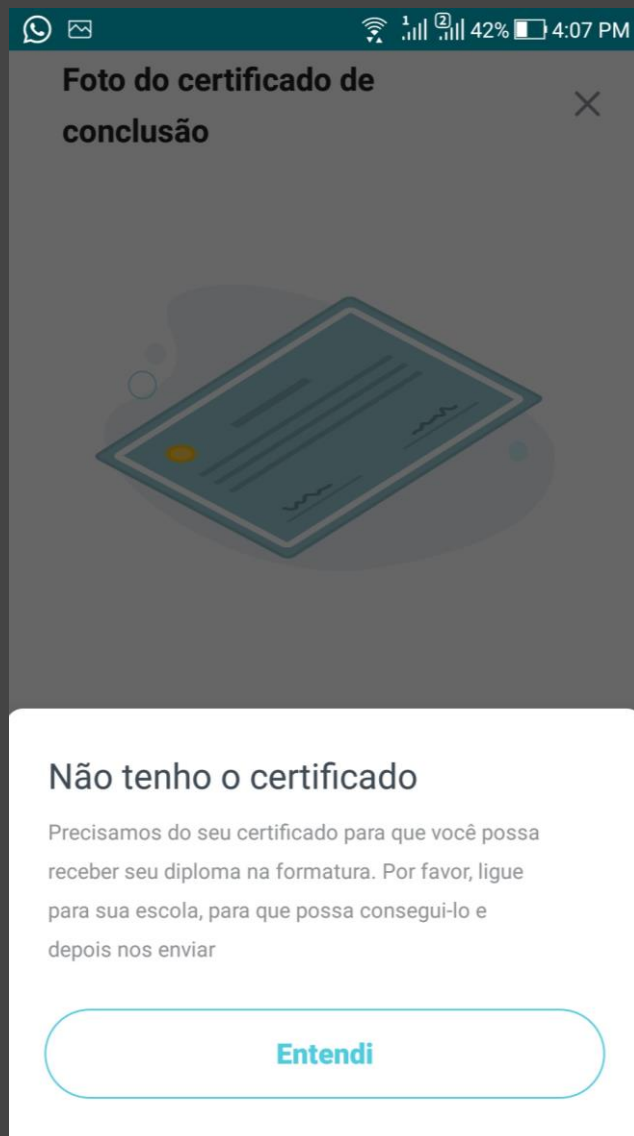 1 2 42% 4:07 PM
Foto do certificado de
conclusão
Não tenho o certificado
Precisamos do seu certificado para que você possa
receber seu diploma na formatura. Por favor, ligue
para sua escola, para que possa consegui-lo e
depois nos enviar
Entendi